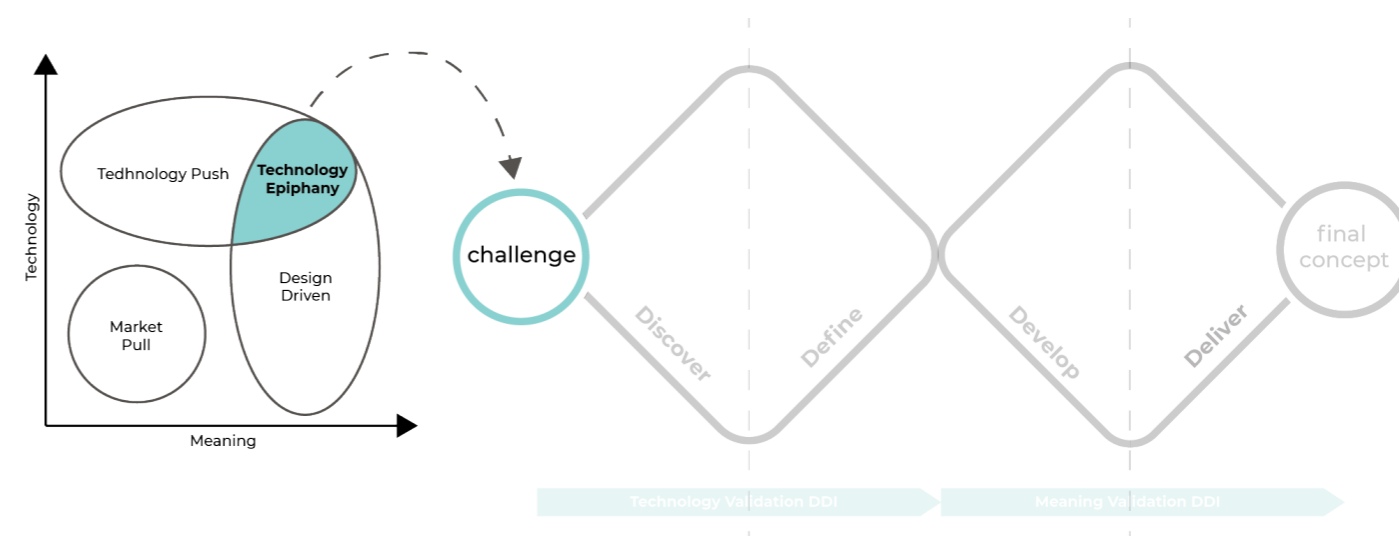 Technology
Tedhnology Push
Technology
Epiphany
Design
Driven
Market
Pull
Meaning
challenge
Discover
Define
Develop
Deliver
final
concept
Technology Validation DDI
Meaning Validation DDI